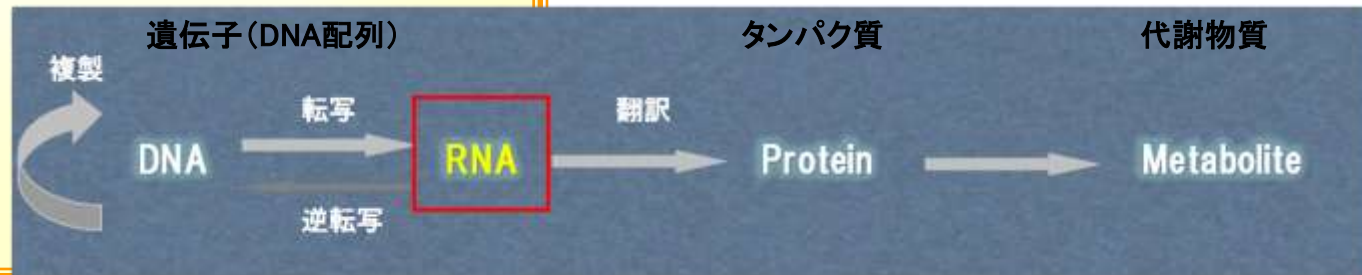 遺伝子(DNA配列)
タンパク質
代謝物質
複製
転写
翻訳
DNA
RNA
Protein
Metabolite
逆転写